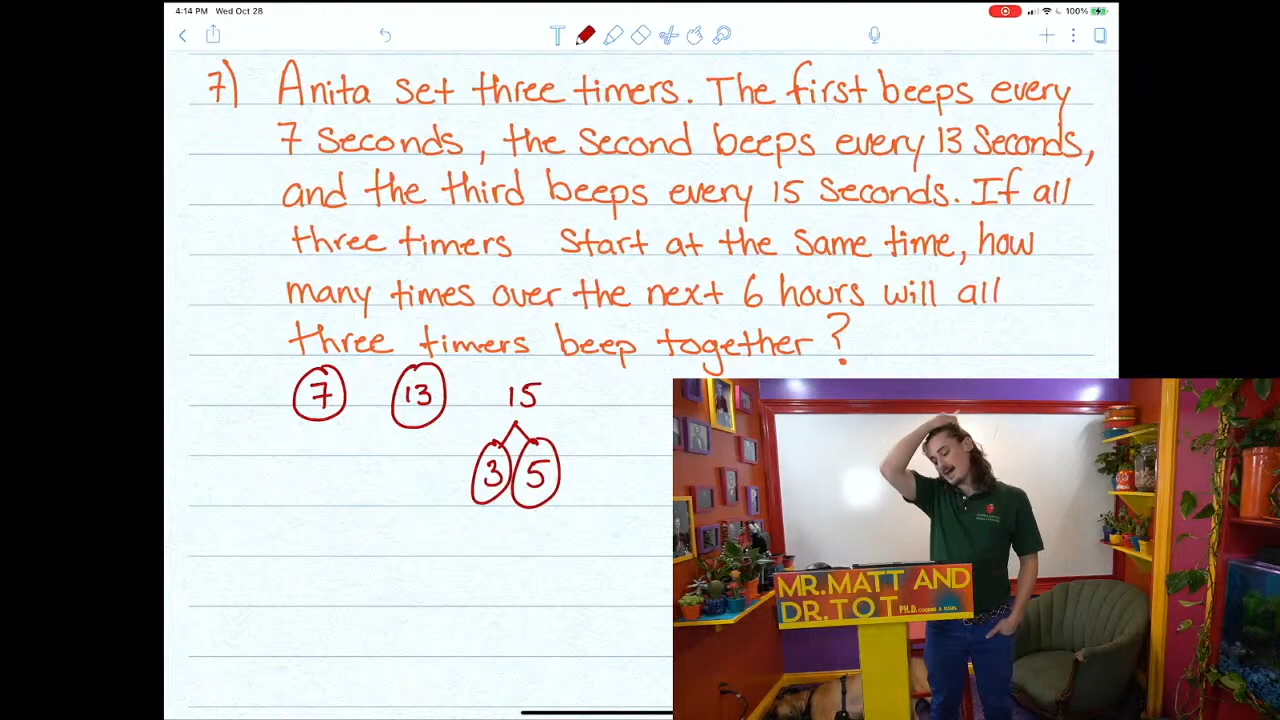 4:14 PM Wed Oct 28
100%
7) Anita set three timers. The first beeps every
7 seconds, the second beeps every 13 seconds,
and the third beeps every 15 seconds. If all
three timers start at the same time, how
many times over the next 6 hours will all
three timers beep together?
7 13 15
3 5
MR. MATT AND
DR. TOT PH.D.